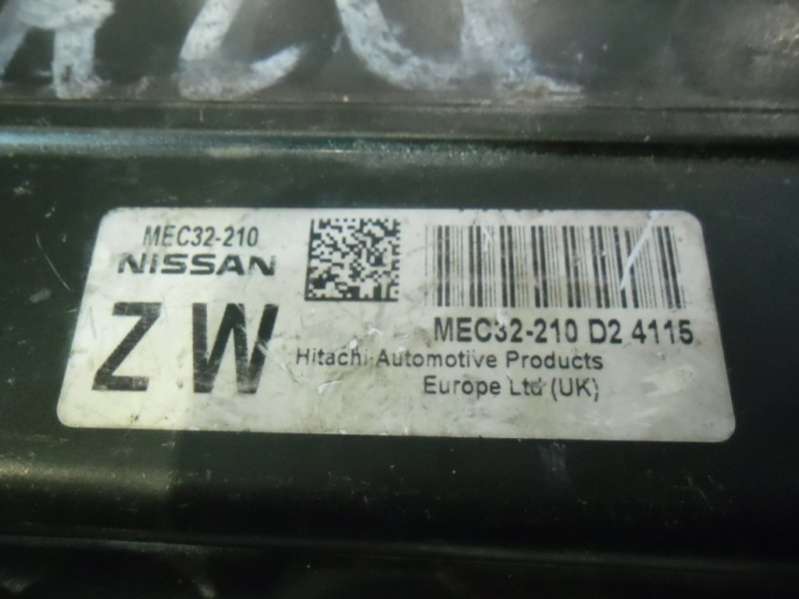 MEC32-210
NISSAN
ZW
MEC32-210 D2 4115
Hitachi Automotive Products
Europe Ltd (UK)